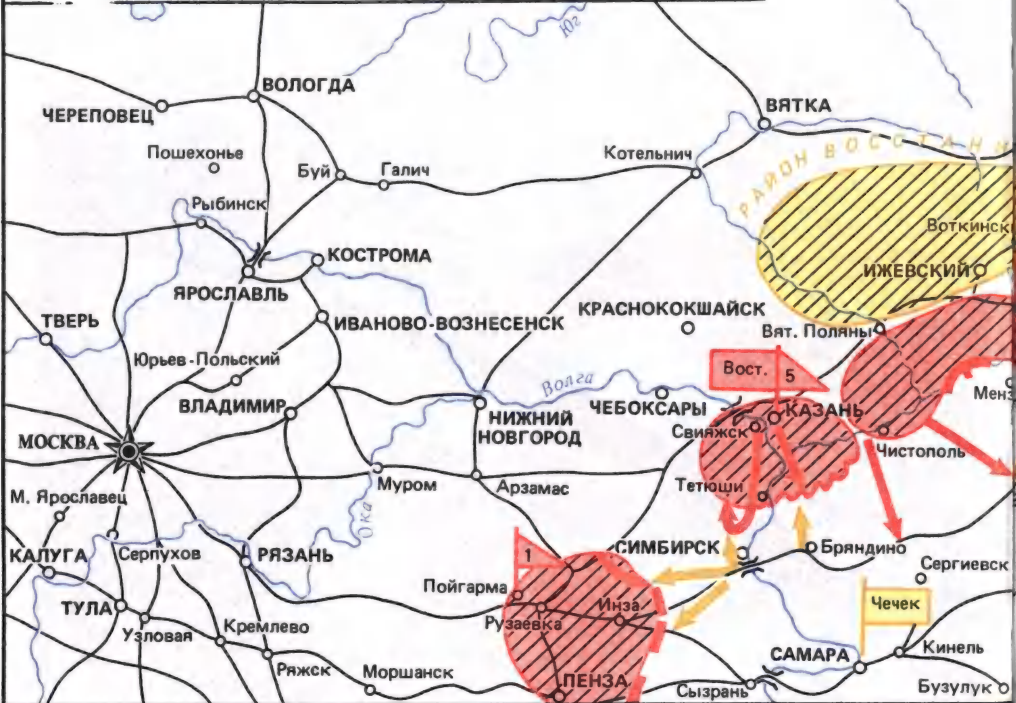 Юг
ВОЛОГДА
ЧЕРЕПОВЕЦ
ВЯТКА
Пошехонье
Буй
Галич
Котельнич
РАЙОН ВОССТАНИ
Рыбинск
Воткинск
КОСТРОМА
ИЖЕВСКИЙ
ЯРОСЛАВЛЬ
КРАСНОКОКШАЙСК
ТВЕРЬ
ИВАНОВО-ВОЗНЕСЕНСК
Вят. Поляны
Юрьев-Польский
Вост. 5
Волга
Менз
ВЛАДИМИР
ЧЕБОКСАРЫ
КАЗАНЬ
НИЖНИЙ
НОВГОРОД
Свияжск
МОСКВА
Чистополь
Муром
Арзамас
Тетюши
М. Ярославец
Ока
КАЛУГА
Серпухов
РЯЗАНЬ
1
СИМБИРСК
Бряндино
Сергиевск
Пойгарма
Инза
Чечек
ТУЛА
Рузаевка
Узловая
Кремлево
САМАРА
Кинель
Ряжск
Моршанск
ПЕНЗА
Сызрань
Бузулук